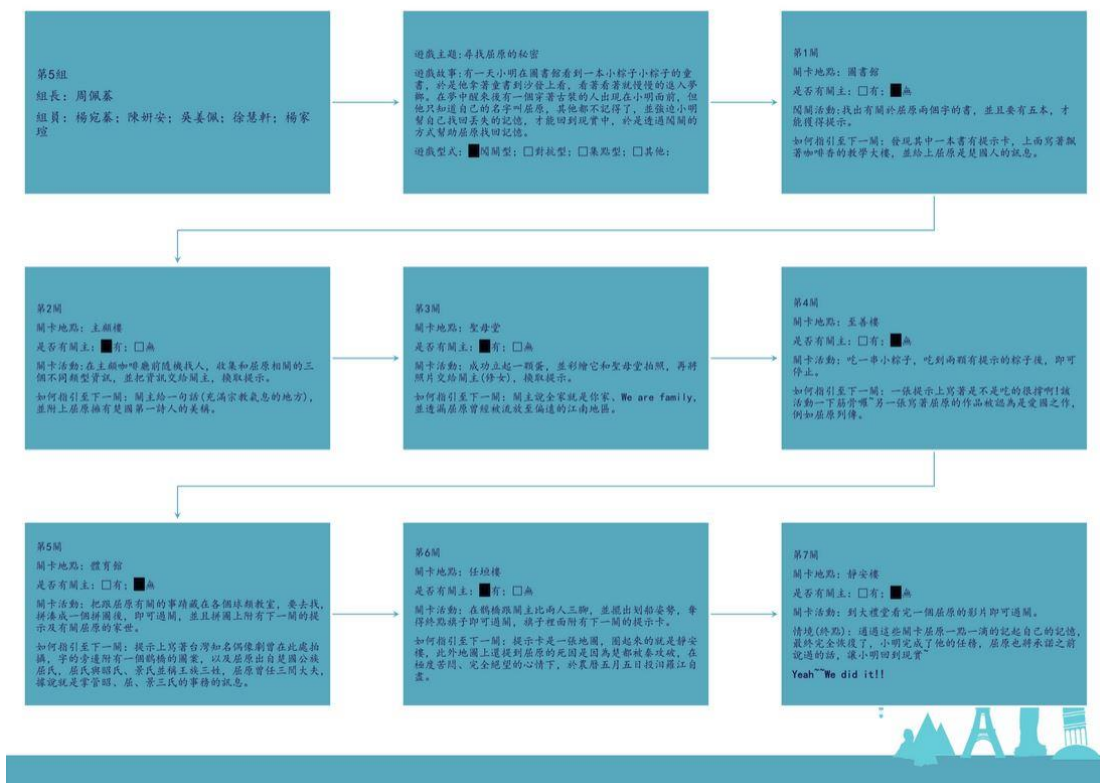 第5組
組長：周佩蓁
組員：楊宛蓁；陳妍安；吳姜佩；徐慧軒；楊家
瑄
遊戲主題:尋找屈原的秘密
遊戲故事:有一天小明在圖書館看到一本小粽子小粽子的童
書，於是他拿著童書到沙發上看，看著看著就慢慢的進入夢
鄉。在夢中醒來後有一個穿著古裝的人出現在小明面前，但
他只知道自己的名字叫屈原，其他都不記得了，並強迫小明
幫自己找回丟失的記憶，才能回到現實中，於是透過闖關的
方式幫助屈原找回記憶。
遊戲型式：■闖關型；□對抗型；□集點型；□其他：
第1關
關卡地點：圖書館
是否有關主：□有；■無
闖關活動:找出有關於屈原兩個字的書，並且要有五本，才
能獲得提示。
如何指引至下一關：發現其中一本書有提示卡，上面寫著飄
著咖啡香的教學大樓，並給上屈原是楚國人的訊息。
第2關
關卡地點：主顧樓
是否有關主：■有；□無
關卡活動:在主顧咖啡廳前隨機找人，收集和屈原相關的三
個不同類型資訊，並把資訊交給關主，換取提示。
如何指引至下一關：關主給一句話(充滿宗教氣息的地方)，
並附上屈原擁有楚國第一詩人的美稱。
第3關
關卡地點：聖母堂
是否有關主：■有；□無
關卡活動：成功立起一顆蛋，並彩繪它和聖母堂拍照，再將
照片交給關主(修女)，換取提示。
如何指引至下一關：關主說全家就是你家、We are family，
並透漏屈原曾經被流放至偏遠的江南地區。
第4關
關卡地點：至善樓
是否有關主：□有；■無
關卡活動：吃一串小粽子，吃到兩顆有提示的粽子後，即可
停止。
如何指引至下一關：一張提示上寫著是不是吃的很撐啊!該
活動一下筋骨囉~另一張寫著屈原的作品被認為是愛國之作，
例如屈原列傳。
第5關
關卡地點：體育館
是否有關主：□有；■無
關卡活動：把跟屈原有關的事蹟藏在各個球類教室，要去找，
拼湊成一個拼圖後，即可過關，並且拼圖上附有下一關的提
示及有關屈原的家世。
如何指引至下一關：提示上寫著台灣知名偶像劇曾在此處拍
攝，字的旁邊附有一個鵲橋的圖案，以及屈原出自楚國公族
屈氏，屈氏與昭氏、景氏並稱王族三姓，屈原曾任三閭大夫，
據說就是掌管昭、屈、景三氏的事務的訊息。
第6關
關卡地點：任垣樓
是否有關主：■有；□無
關卡活動：在鵲橋跟關主比兩人三腳，並擺出划船姿勢，拿
得終點旗子即可過關，旗子裡面附有下一關的提示。
如何指引至下一關：提示卡是一張地圖，圈起來的就是靜安
樓，此外地圖上還提到屈原的死因是因為楚都被秦攻破，在
極度苦悶、完全絕望的心情下，於農曆五月五日投汨羅江自
盡。
第7關
關卡地點：靜安樓
是否有關主：□有；■無
關卡活動：到大禮堂看完一個屈原的影片即可過關。
情境(終點)：通過這些關卡屈原一點一滴的記起自己的記憶，
最終完全恢復了，小明完成了他的任務，屈原也將承諾之前
說過的話，讓小明回到現實~
Yeah~~We did it!!